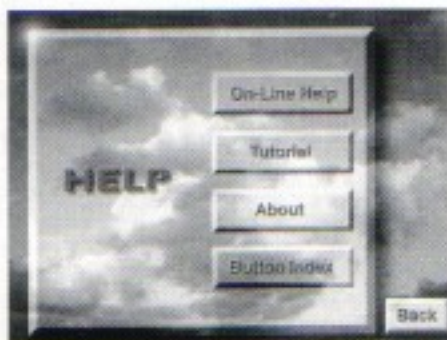 On-Line Help
Tutorial
HELP
About
Button Index
Back